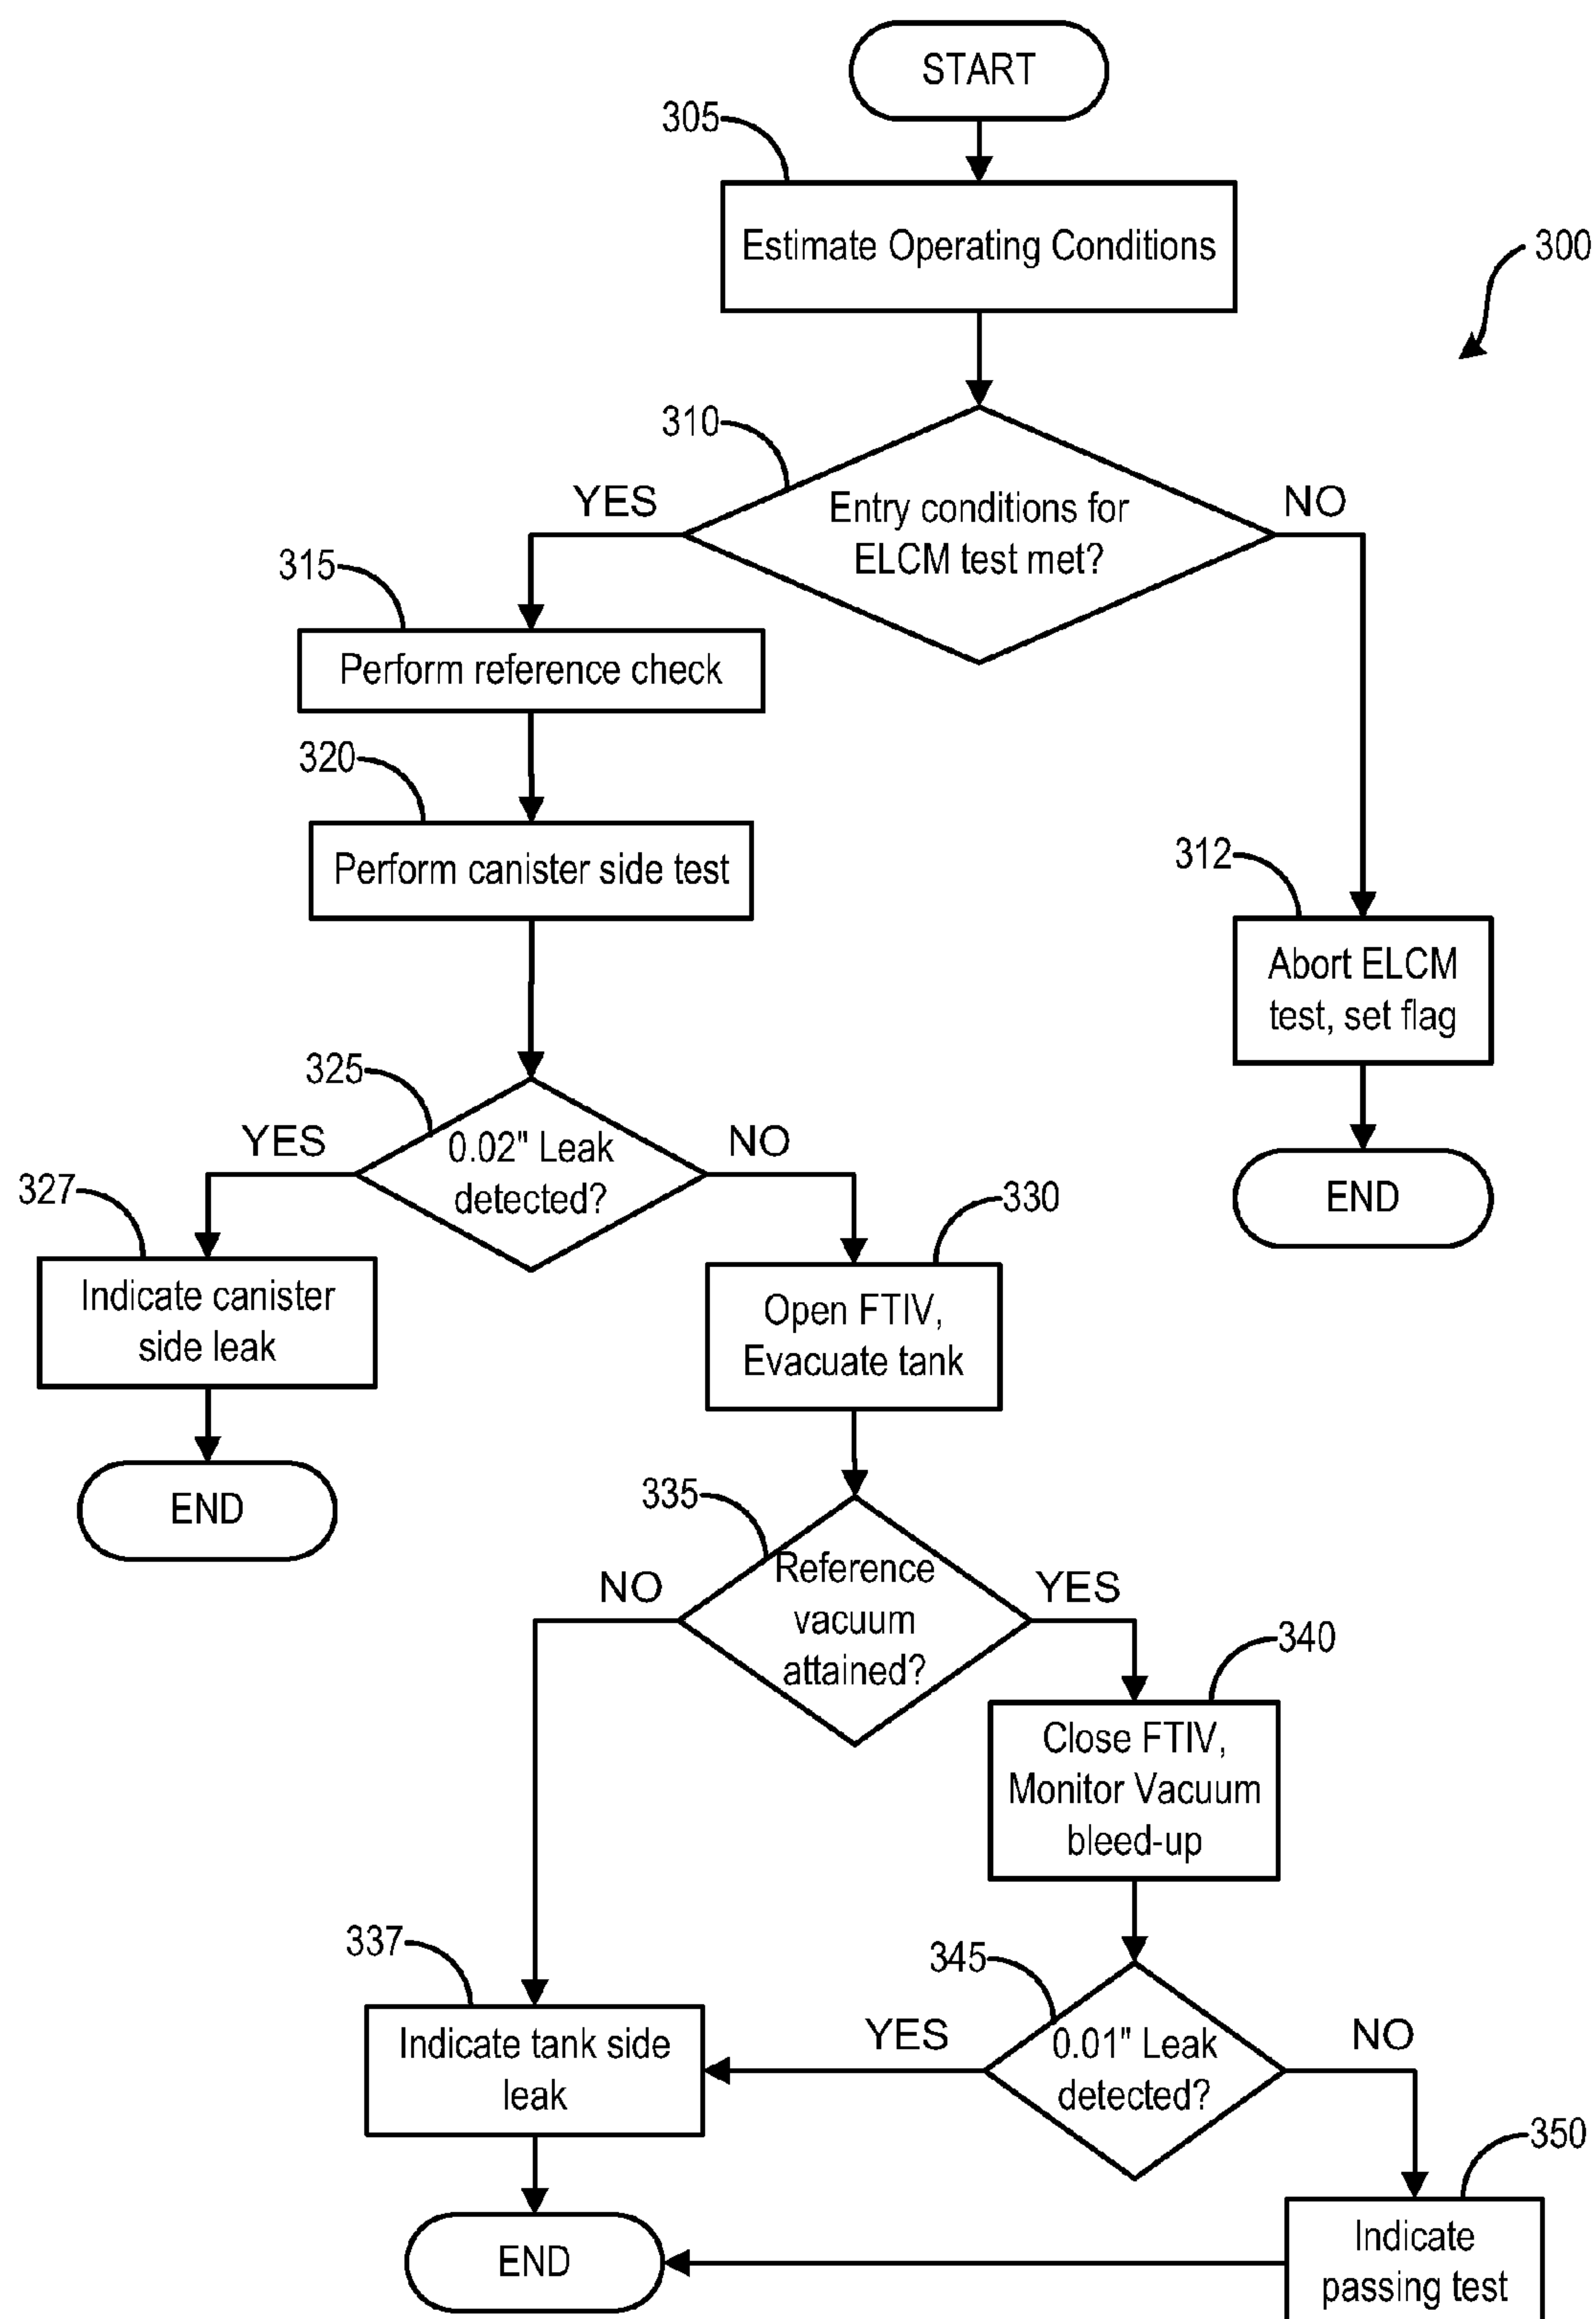 START
305
Estimate Operating Conditions
300
310
YES
Entry conditions for
ELCM test met?
NO
315
Perform reference check
320
Perform canister side test
312
Abort ELCM
test, set flag
END
325
YES
0.02" Leak
detected?
NO
327
Indicate canister
side leak
END
330
Open FTIV,
Evacuate tank
335
NO
Reference
vacuum
attained?
YES
340
Close FTIV,
Monitor Vacuum
bleed-up
337
Indicate tank side
leak
345
YES
0.01" Leak
detected?
NO
350
Indicate
passing test
END